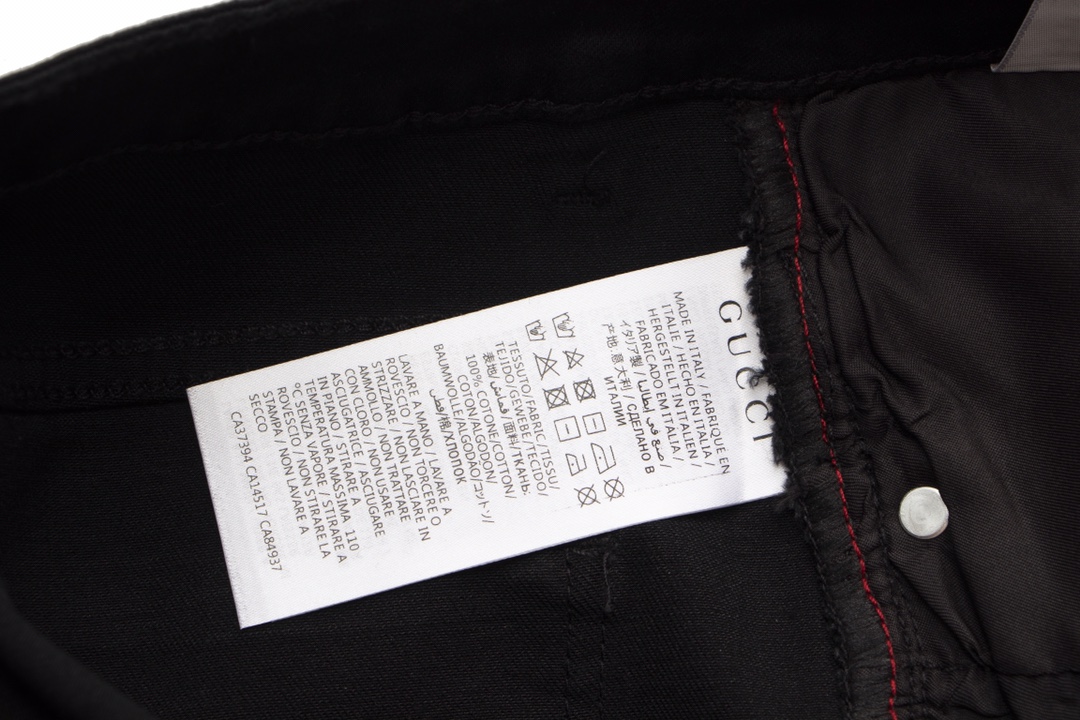 GUCCI
MADE IN ITALY / FABRIQUE EN
ITALIE / HECHO EN ITALIA /
HERGESTELLT IN ITALIEN /
FABRICADO EM ITALIA /
イタリア製 / صنع في إيطاليا /
产地:意大利 / СДЕЛАНО В
ИТАЛИИ
TESSUTO/FABRIC/TISSU/
TEJIDO/GEWEBE/TECIDO/
表地/قماش/面料/ТКАНЬ:
100% COTONE/COTTON/
COTON/ALGODON/
BAUMWOLLE/ALGODÃO/コットン/
قطن/棉/ХЛОПОК
LAVARE A MANO / LAVARE A
ROVESCIO / NON TORCERE O
STRIZZARE / NON LASCIARE IN
AMMOLLO / NON TRATTARE
CON CLORO / NON USARE
ASCIUGATRICE / ASCIUGARE
IN PIANO / STIRARE A
TEMPERATURA MASSIMA 110
°C SENZA VAPORE / STIRARE A
ROVESCIO / NON STIRARE LA
STAMPA / NON LAVARE A
SECCO
CA37394 CA14517 CA84937